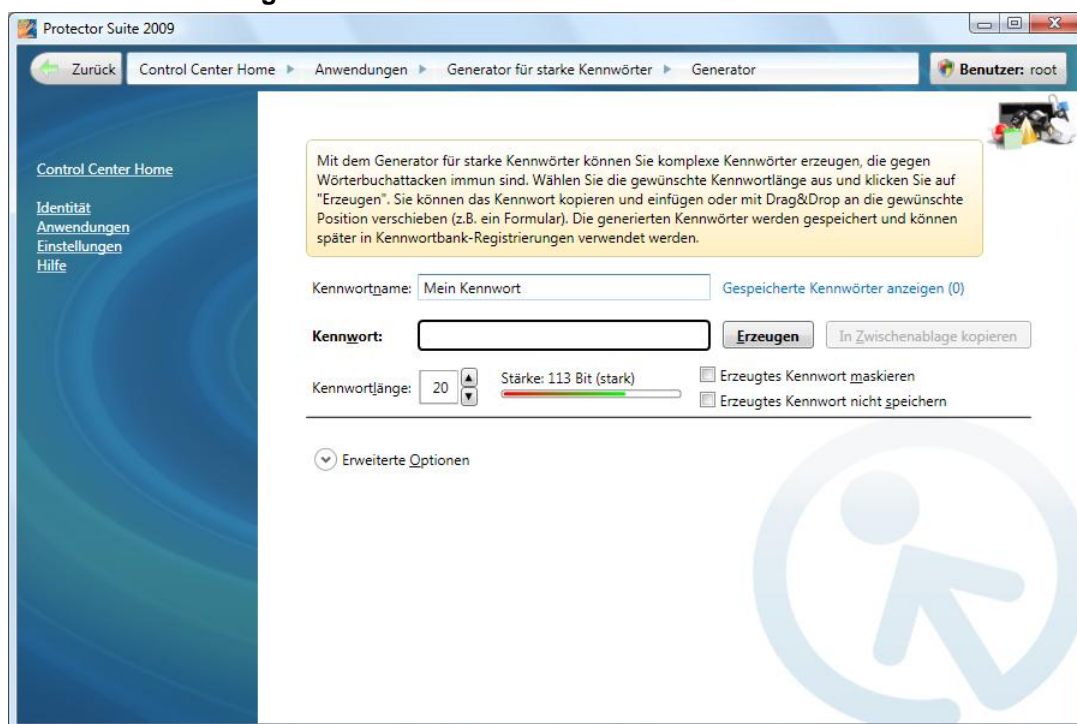 Protector Suite 2009
Zurück Control Center Home Anwendungen Generator für starke Kennwörter Generator Benutzer: root
Control Center Home
Identität
Anwendungen
Einstellungen
Hilfe
Mit dem Generator für starke Kennwörter können Sie komplexe Kennwörter erzeugen, die gegen
Wörterbuchattacken immun sind. Wählen Sie die gewünschte Kennwortlänge aus und klicken Sie auf
"Erzeugen". Sie können das Kennwort kopieren und einfügen oder mit Drag&Drop an die gewünschte
Position verschieben (z.B. ein Formular). Die generierten Kennwörter werden gespeichert und können
später in Kennwortbank-Registrierungen verwendet werden.
Kennwortname: Mein Kennwort Gespeicherte Kennwörter anzeigen (0)
Kennwort: Erzeugen In Zwischenablage kopieren
Kennwortlänge: 20 Stärke: 113 Bit (stark) Erzeugtes Kennwort maskieren
Erzeugtes Kennwort nicht speichern
Erweiterte Optionen